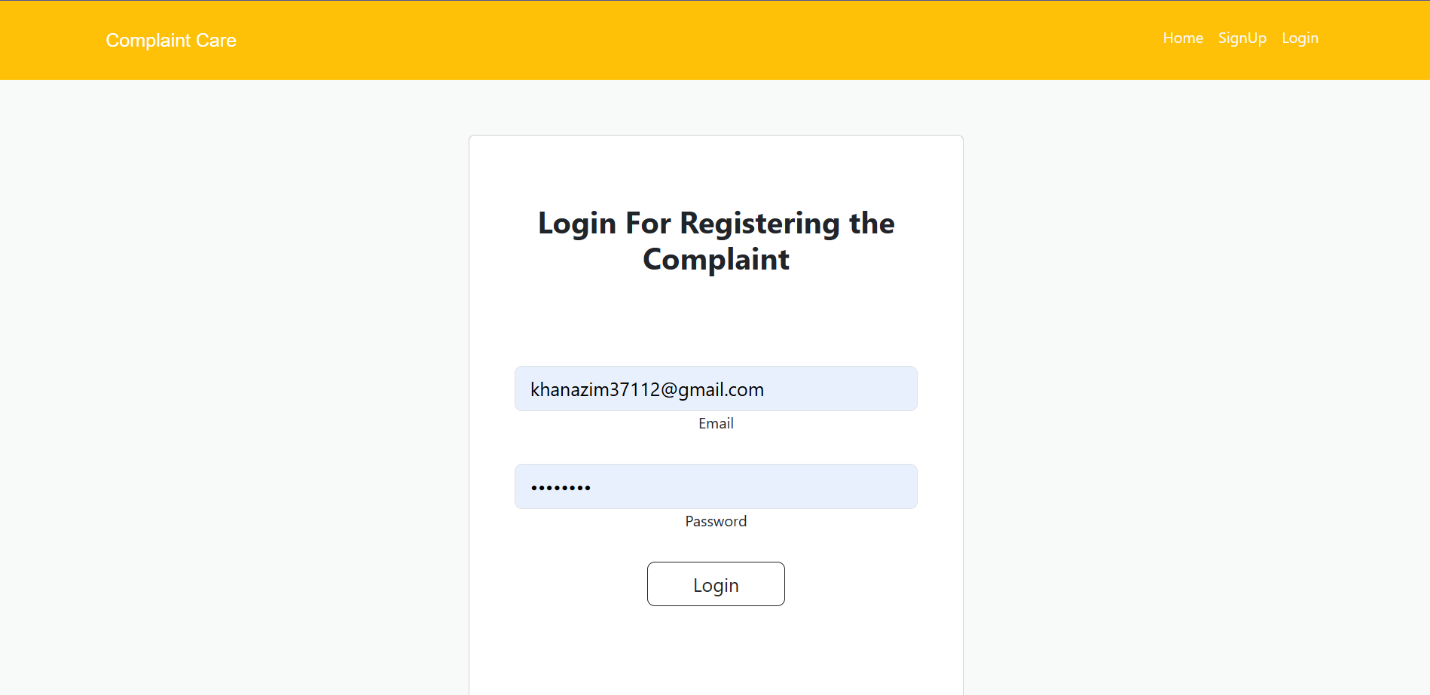 Complaint Care
Home SignUp Login
Login For Registering the
Complaint
khanazim37112@gmail.com
Email
••••••••
Password
Login